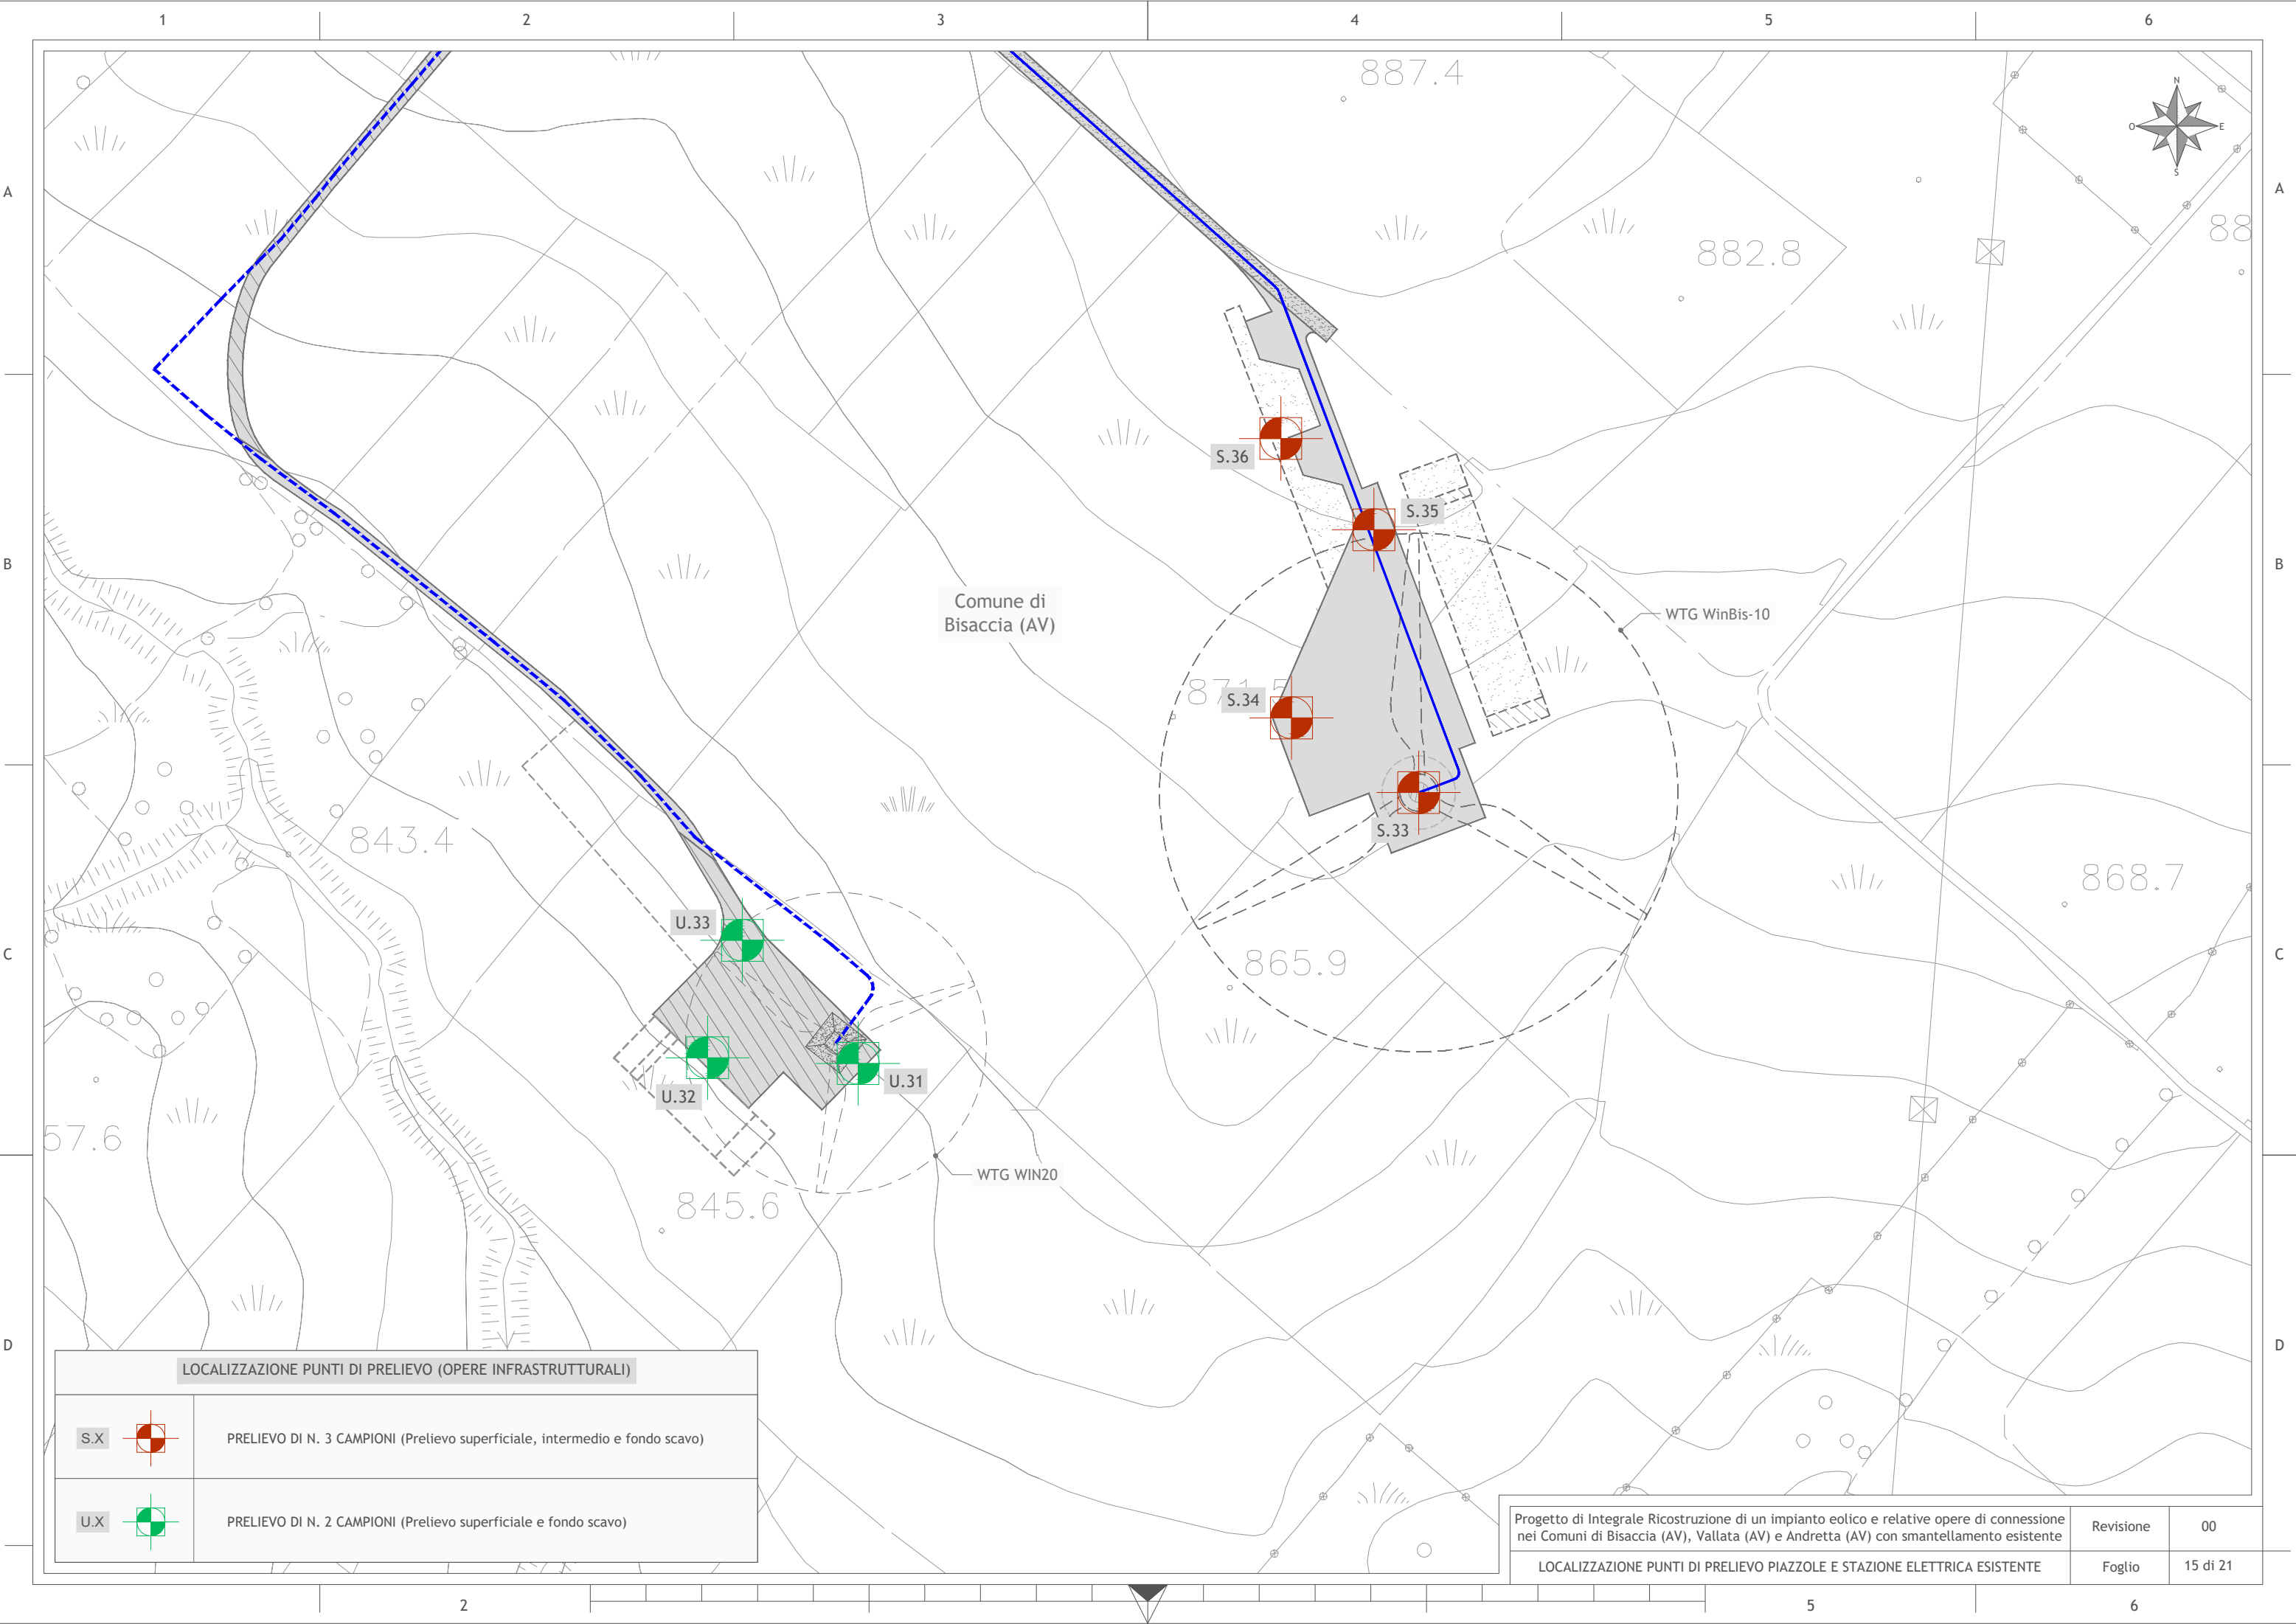 1 2 3 4 5 6
887.4
N
O E
S
A A
882.8
88
S.36
S.35
B B
Comune di
Bisaccia (AV)
WTG WinBis-10
871.5
S.34
S.33
843.4
868.7
U.33
C C
865.9
U.31
U.32
57.6
WTG WIN20
845.6
D D
LOCALIZZAZIONE PUNTI DI PRELIEVO (OPERE INFRASTRUTTURALI)
S.X PRELIEVO DI N. 3 CAMPIONI (Prelievo superficiale, intermedio e fondo scavo)
U.X PRELIEVO DI N. 2 CAMPIONI (Prelievo superficiale e fondo scavo)
Progetto di Integrale Ricostruzione di un impianto eolico e relative opere di connessione
nei Comuni di Bisaccia (AV), Vallata (AV) e Andretta (AV) con smantellamento esistente
Revisione 00
LOCALIZZAZIONE PUNTI DI PRELIEVO PIAZZOLE E STAZIONE ELETTRICA ESISTENTE
Foglio 15 di 21
2 5 6